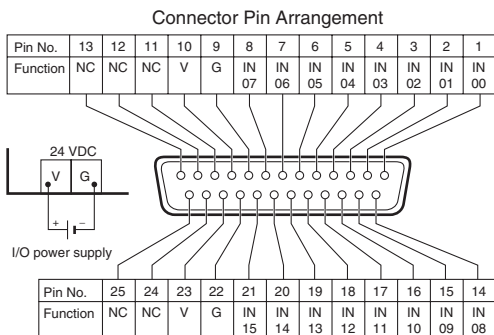 Connector Pin Arrangement
Pin No. 13 12 11 10 9 8 7 6 5 4 3 2 1
Function NC NC NC V G IN 07 IN 06 IN 05 IN 04 IN 03 IN 02 IN 01 IN 00
24 VDC
V G
+ −
I/O power supply
Pin No. 25 24 23 22 21 20 19 18 17 16 15 14
Function NC NC V G IN 15 IN 14 IN 13 IN 12 IN 11 IN 10 IN 09 IN 08